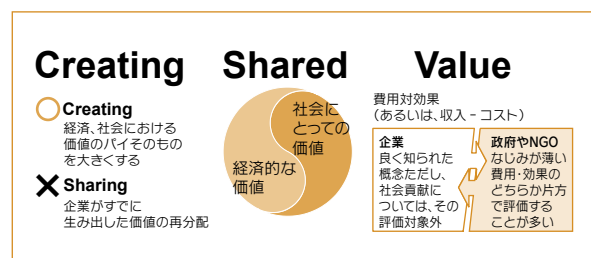 Creating Shared Value
Creating
経済、社会における
価値のパイそのもの
を大きくする
Sharing
企業がすでに
生み出した価値の再分配
社会に
とっての
価値
経済的な
価値
費用対効果
(あるいは、収入 − コスト)
企業
良く知られた
概念ただし、
社会貢献に
ついては、その
評価対象外
政府やNGO
なじみが薄い
費用・効果の
どちらか片方
で評価する
ことが多い